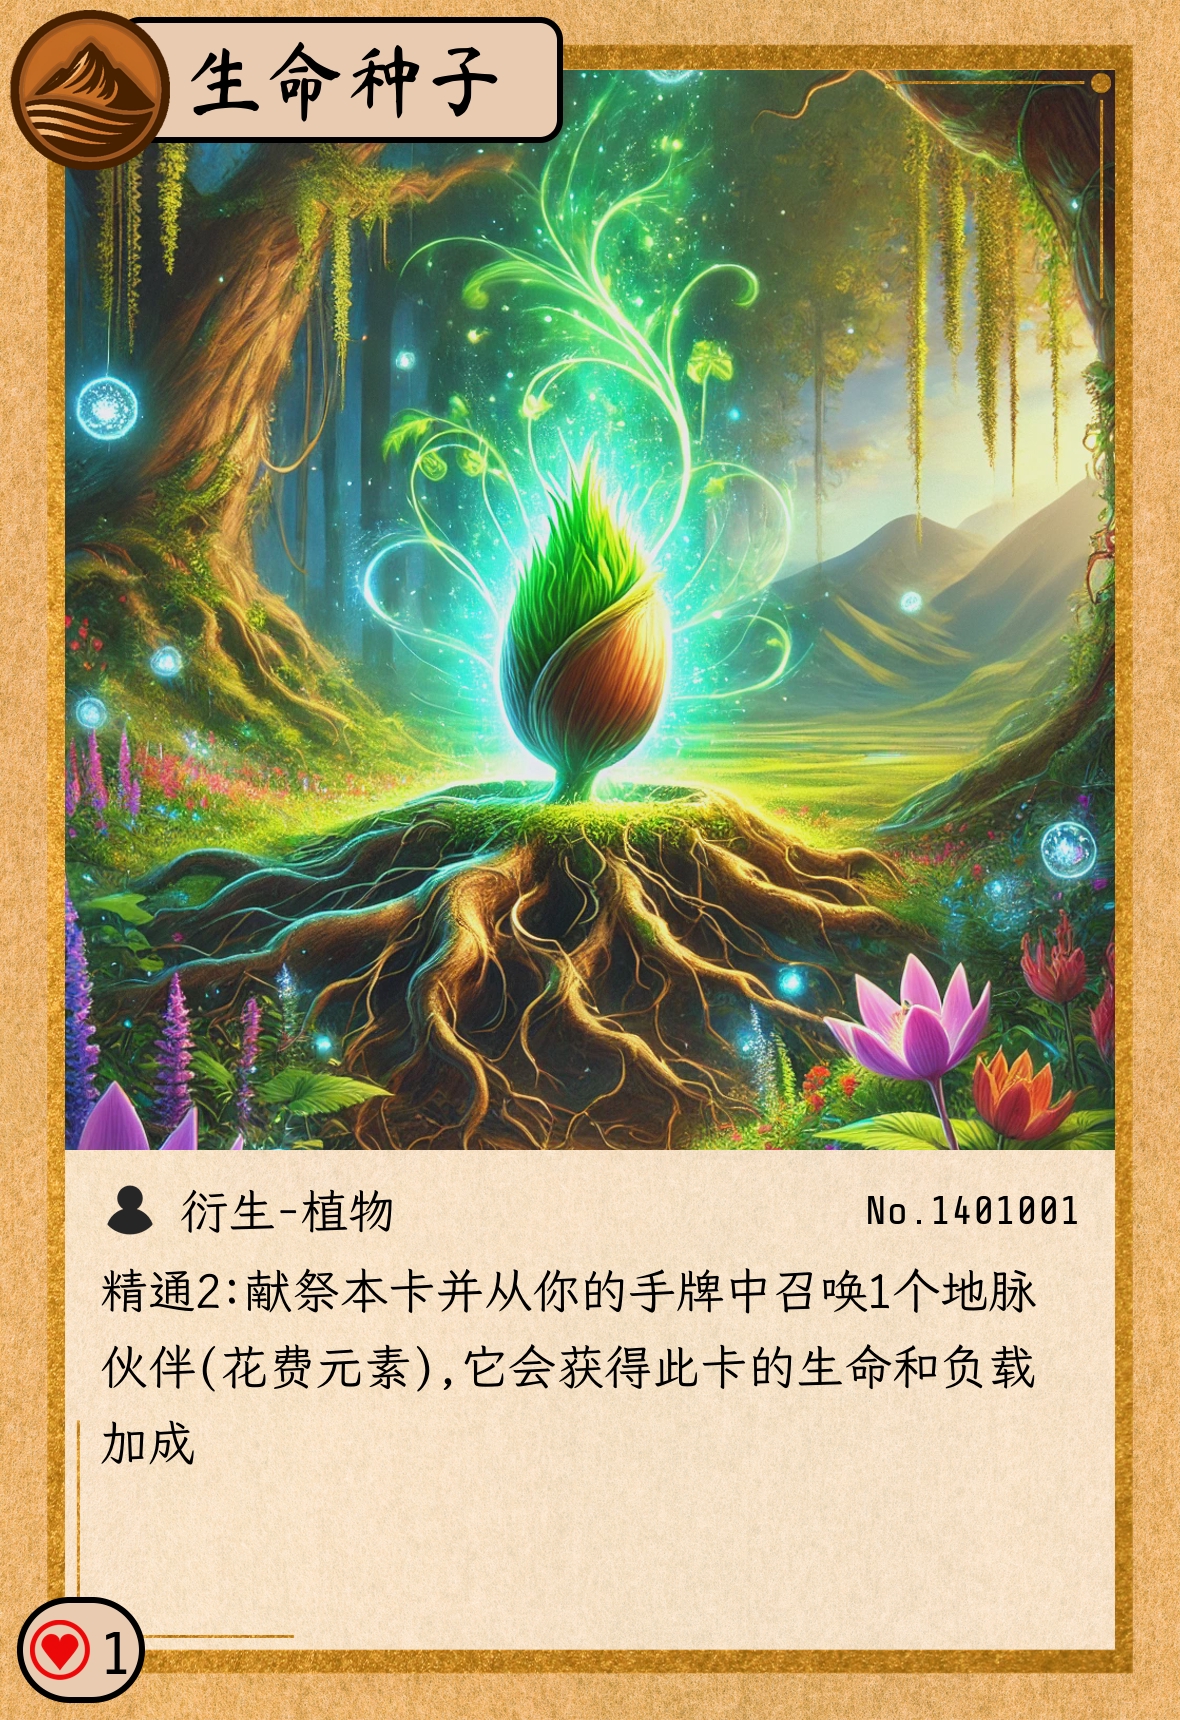 生命种子
衍生-植物
No.1401001
精通2:献祭本卡并从你的手牌中召唤1个地脉
伙伴(花费元素),它会获得此卡的生命和负载
加成
1